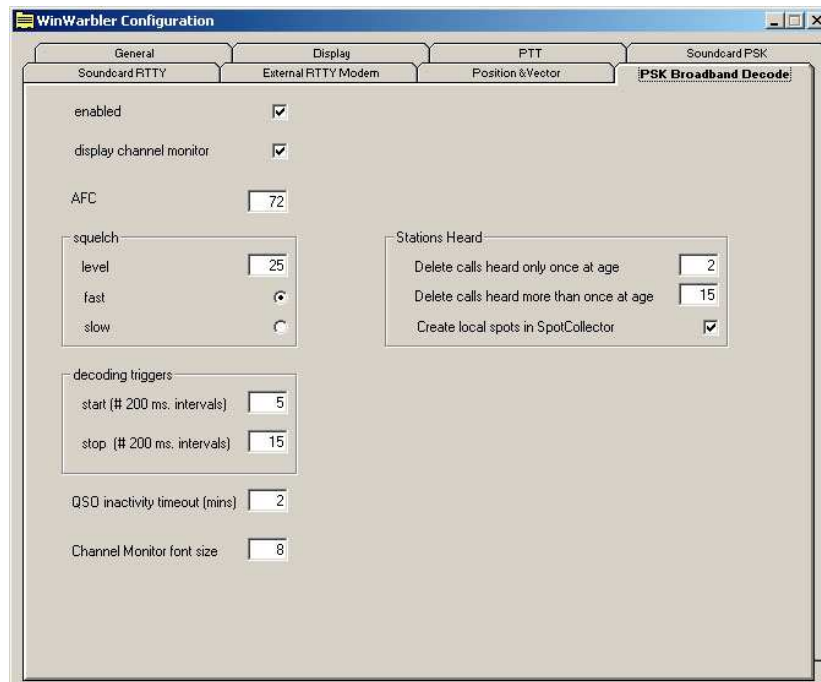 WinWarbler Configuration
General
Display
PTT
Soundcard PSK
Soundcard RTTY
External RTTY Modem
Position & Vector
PSK Broadband Decode
enabled
display channel monitor
AFC 72
squelch
level 25
fast
slow
Stations Heard
Delete calls heard only once at age 2
Delete calls heard more than once at age 15
Create local spots in SpotCollector
decoding triggers
start (# 200 ms. intervals) 5
stop (# 200 ms. intervals) 15
QSO inactivity timeout (mins) 2
Channel Monitor font size 8